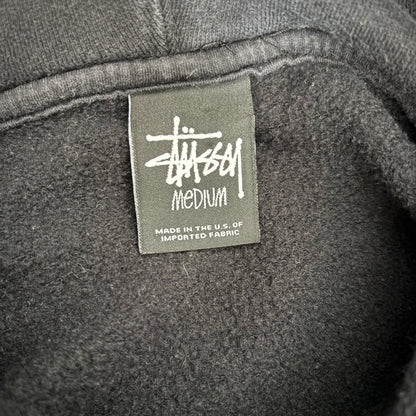 Stüssy
MEDIUM
MADE IN THE U.S. OF
IMPORTED FABRIC